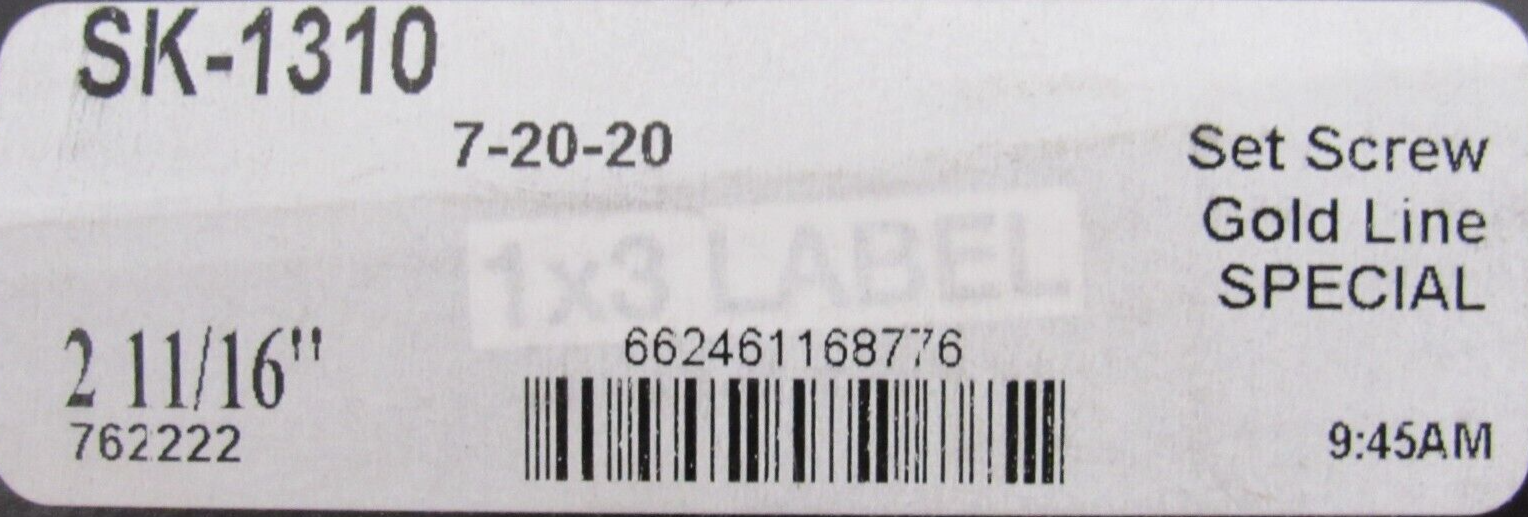 SK-1310
7-20-20
Set Screw
Gold Line
SPECIAL
1x3 LABEL
2 11/16"
762222
662461168776
9:45AM